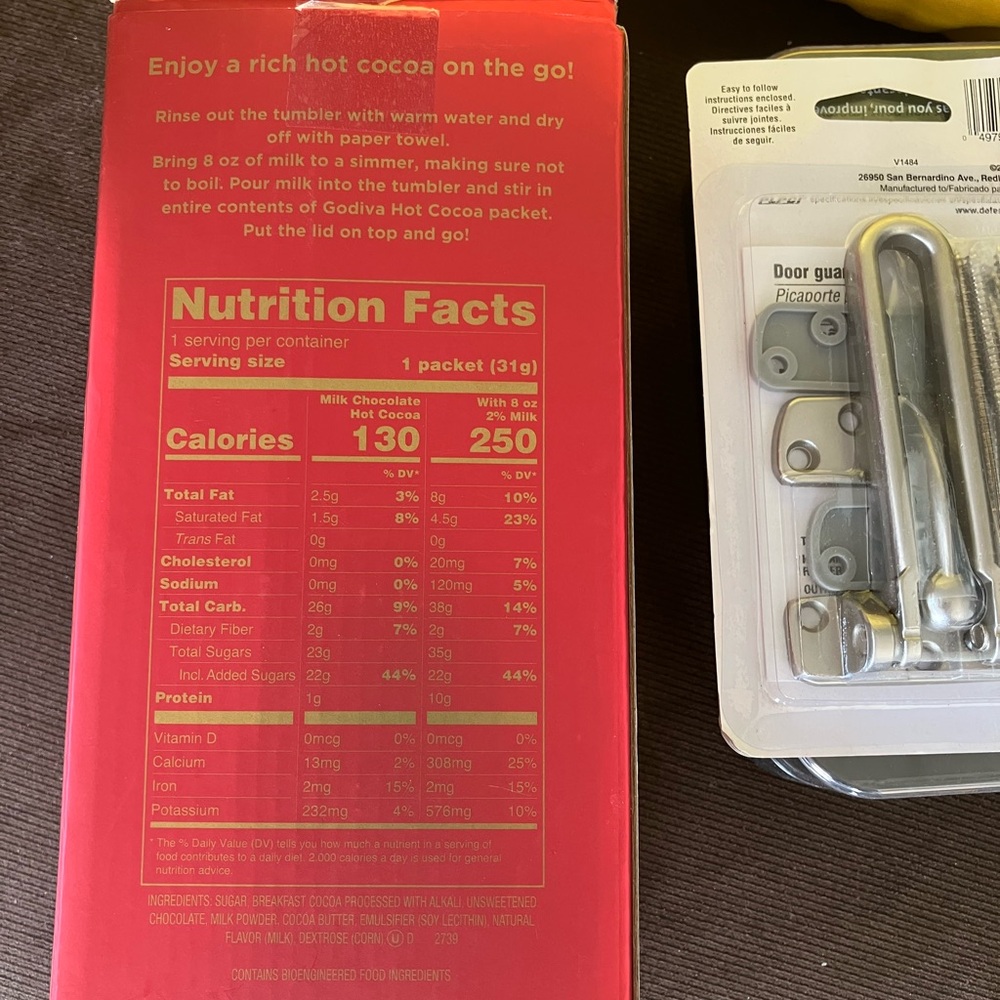 Enjoy a rich hot cocoa on the go!
Rinse out the tumbler with warm water and dry
off with paper towel.
Bring 8 oz of milk to a simmer, making sure not
to boil. Pour milk into the tumbler and stir in
entire contents of Godiva Hot Cocoa packet.
Put the lid on top and go!
Nutrition Facts
1 serving per container
Serving size 1 packet (31g)
Milk Chocolate Hot Cocoa With 8 oz 2% Milk
Calories 130 250
% DV* % DV*
Total Fat 2.5g 3% 8g 10%
Saturated Fat 1.5g 8% 4.5g 23%
Trans Fat 0g 0g
Cholesterol 0mg 0% 20mg 7%
Sodium 0mg 0% 120mg 5%
Total Carb. 26g 9% 38g 14%
Dietary Fiber 2g 7% 2g 7%
Total Sugars 23g 35g
Incl. Added Sugars 22g 44% 22g 44%
Protein 1g 10g
Vitamin D 0mcg 0% 0mcg 0%
Calcium 13mg 2% 308mg 25%
Iron 2mg 15% 2mg 15%
Potassium 232mg 4% 576mg 10%
* The % Daily Value (DV) tells you how much a nutrient in a serving of
food contributes to a daily diet. 2,000 calories a day is used for general
nutrition advice.
INGREDIENTS: SUGAR, BREAKFAST COCOA PROCESSED WITH ALKALI, UNSWEETENED
CHOCOLATE, MILK POWDER, COCOA BUTTER, EMULSIFIER (SOY LECITHIN), NATURAL
FLAVOR (MILK), DEXTROSE (CORN) U D 2739
CONTAINS BIOENGINEERED FOOD INGREDIENTS
Easy to follow
instructions enclosed.
Directives faciles à
suivre jointes.
Instrucciones fáciles
de seguir.
as you pour, improve
0 4975
V1484
26950 San Bernardino Ave., Redl
Manufactured to/Fabricado pa
www.defe
Door gua
Picaporte